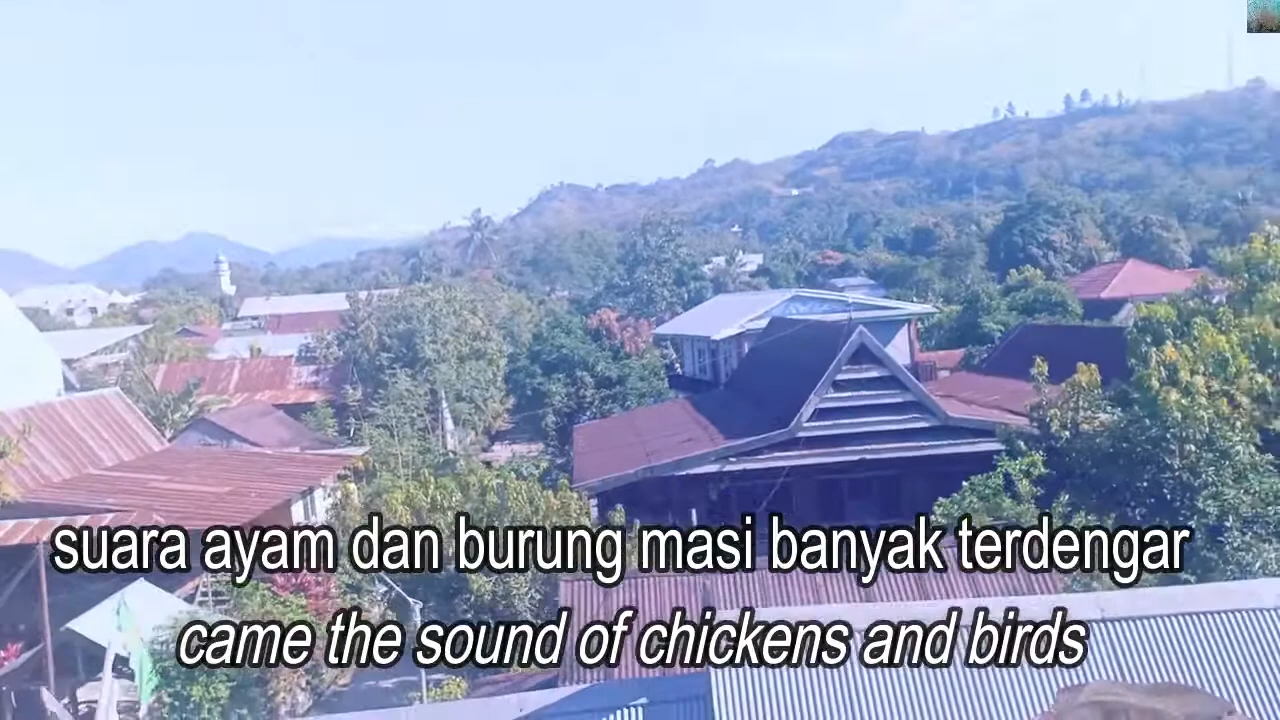 suara ayam dan burung masi banyak terdengar
came the sound of chickens and birds